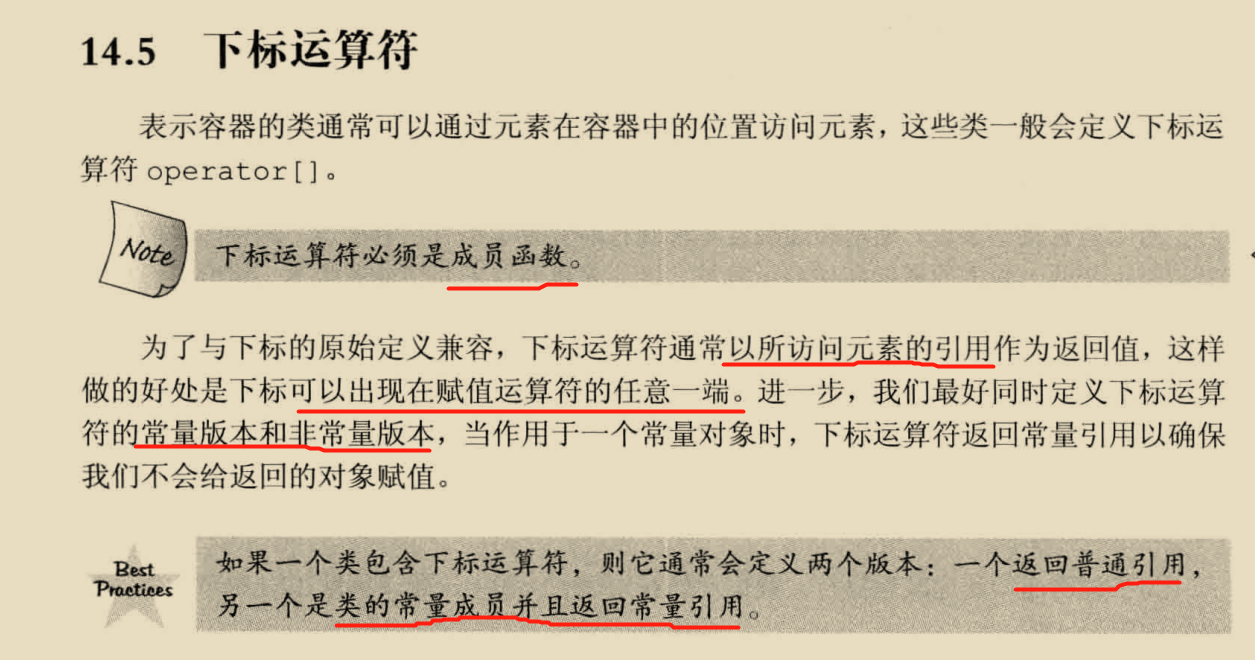 14.5 下标运算符
表示容器的类通常可以通过元素在容器中的位置访问元素，这些类一般会定义下标运
算符 operator[]。
Note
下标运算符必须是成员函数。
为了与下标的原始定义兼容，下标运算符通常以所访问元素的引用作为返回值，这样
做的好处是下标可以出现在赋值运算符的任意一端。进一步，我们最好同时定义下标运算
符的常量版本和非常量版本，当作用于一个常量对象时，下标运算符返回常量引用以确保
我们不会给返回的对象赋值。
Best
Practices
如果一个类包含下标运算符，则它通常会定义两个版本：一个返回普通引用，
另一个是类的常量成员并且返回常量引用。